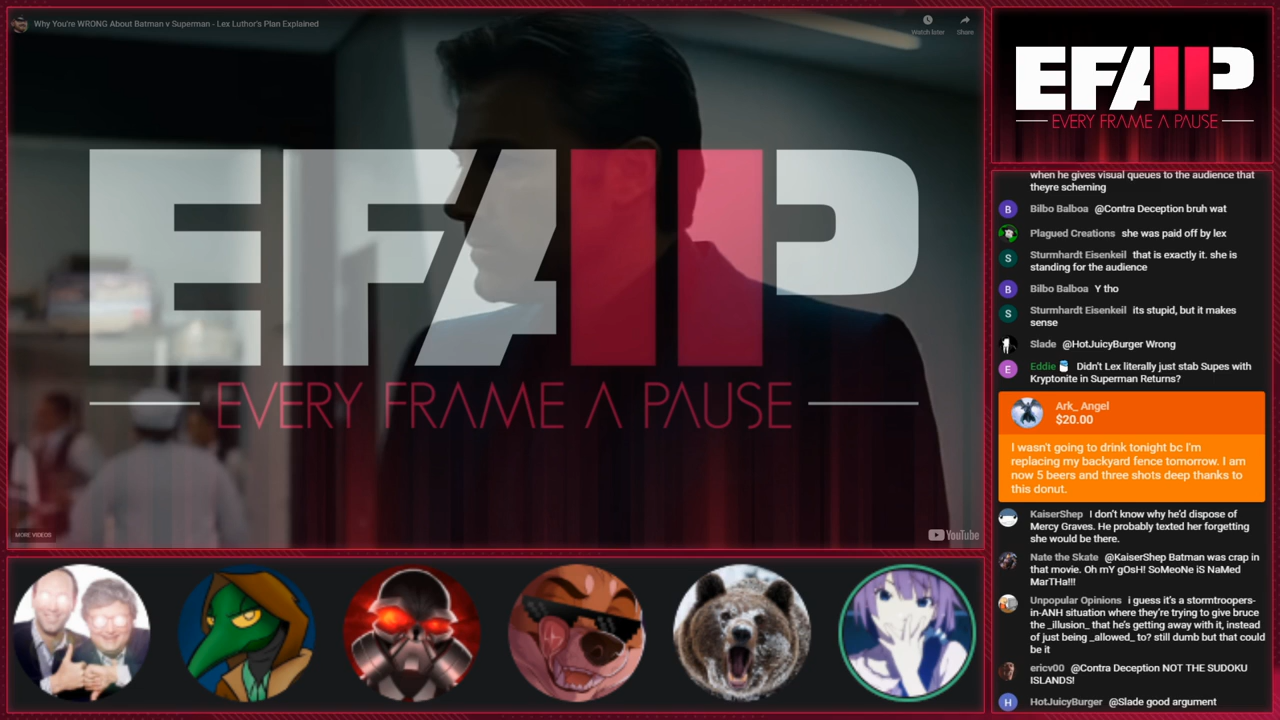 Why You're WRONG About Batman v Superman - Lex Luthor's Plan Explained
Watch later
Share
EFAP
EVERY FRAME A PAUSE
MORE VIDEOS
YouTube
EFAP
EVERY FRAME A PAUSE
when he gives visual queues to the audience that
theyre scheming
B
Bilbo Balboa @Contra Deception bruh wat
Plagued Creations she was paid off by lex
S
Sturmhardt Eisenkeil that is exactly it. she is
standing for the audience
B
Bilbo Balboa Y tho
S
Sturmhardt Eisenkeil its stupid, but it makes
sense
Slade @HotJuicyBurger Wrong
E
Eddie Didn't Lex literally just stab Supes with
Kryptonite in Superman Returns?
Ark_ Angel
$20.00
I wasn't going to drink tonight bc I'm
replacing my backyard fence tomorrow. I am
now 5 beers and three shots deep thanks to
this donut.
KaiserShep I don't know why he'd dispose of
Mercy Graves. He probably texted her forgetting
she would be there.
Nate the Skate @KaiserShep Batman was crap in
that movie. Oh mY gOsH! SoMeoNe iS NaMed
MarTHa!!!
Unpopular Opinions i guess it's a stormtroopers-
in-ANH situation where they're trying to give bruce
the _illusion_ that he's getting away with it, instead
of just being _allowed_ to? still dumb but that could
be it
ericv00 @Contra Deception NOT THE SUDOKU
ISLANDS!
H
HotJuicyBurger @Slade good argument